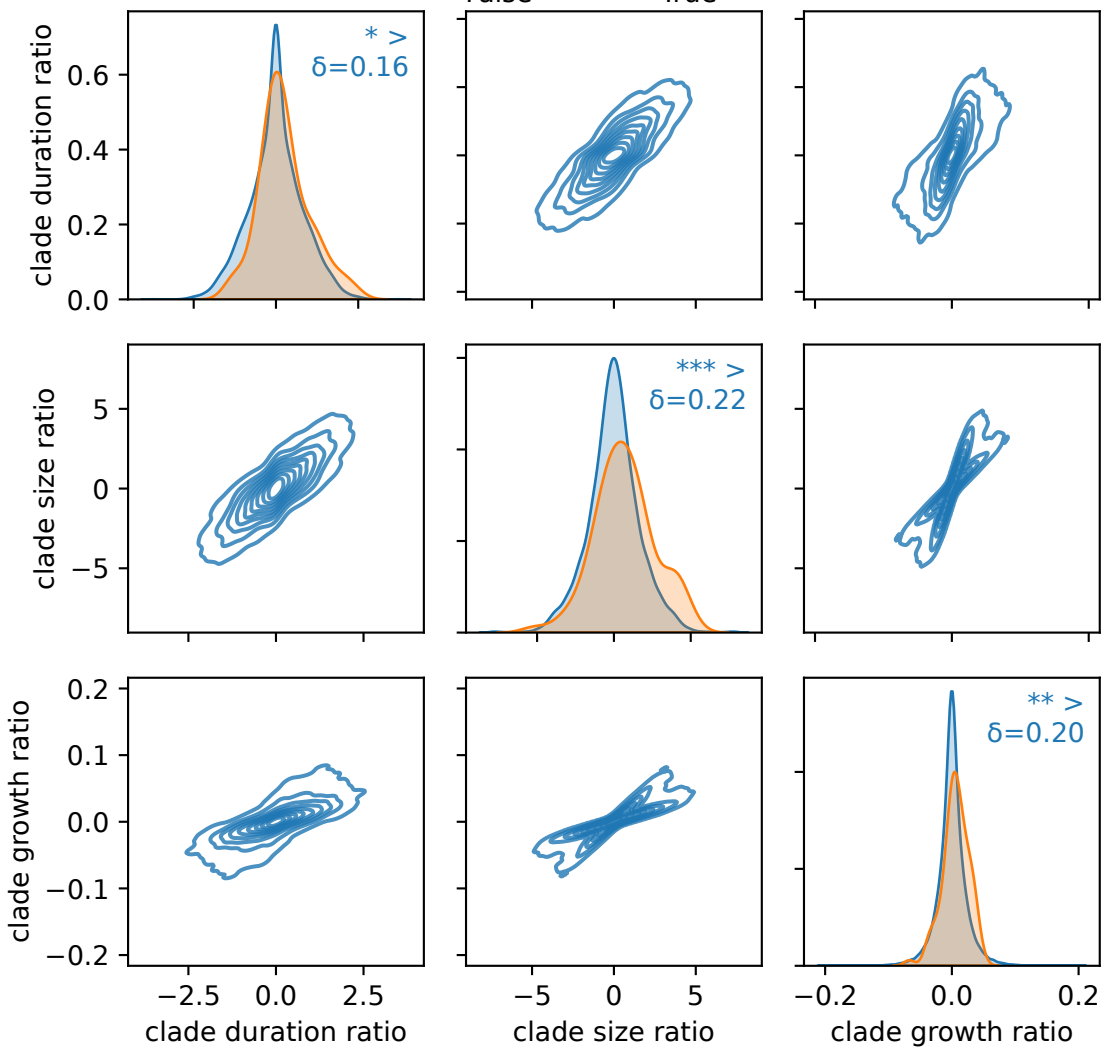 clade duration ratio
0.6
0.4
0.2
0.0
* >
δ=0.16
clade size ratio
5
0
−5
*** >
δ=0.22
clade growth ratio
0.2
0.1
0.0
−0.1
−0.2
** >
δ=0.20
−2.5 0.0 2.5
−5 0 5
−0.2 0.0 0.2
clade duration ratio
clade size ratio
clade growth ratio